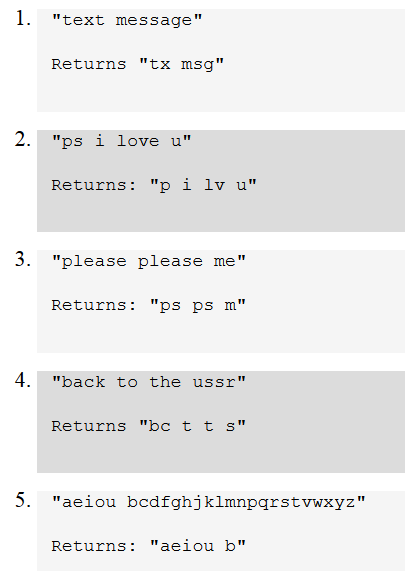 1. "text message"
Returns "tx msg"
2. "ps i love u"
Returns: "p i lv u"
3. "please please me"
Returns: "ps ps m"
4. "back to the ussr"
Returns "bc t t s"
5. "aeiou bcdfghjklmnpqrstvwxyz"
Returns: "aeiou b"